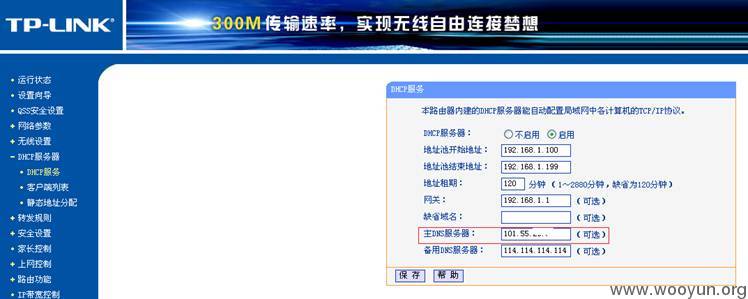 TP-LINK®
300M传输速率，实现无线自由连接梦想
运行状态
设置向导
QSS安全设置
网络参数
无线设置
DHCP服务器
DHCP服务
客户端列表
静态地址分配
转发规则
安全设置
家长控制
上网控制
路由功能
IP带宽控制
DHCP服务
本路由器内建的DHCP服务器能自动配置局域网中各计算机的TCP/IP协议。
DHCP服务器： 不启用 启用
地址池开始地址： 192.168.1.100
地址池结束地址： 192.168.1.199
地址租期： 120 分钟（1～2880分钟，缺省为120分钟）
网关： 192.168.1.1 （可选）
缺省域名： （可选）
主DNS服务器： 101.55. （可选）
备用DNS服务器： 114.114.114.114 （可选）
保存 帮助
www.wooyun.org